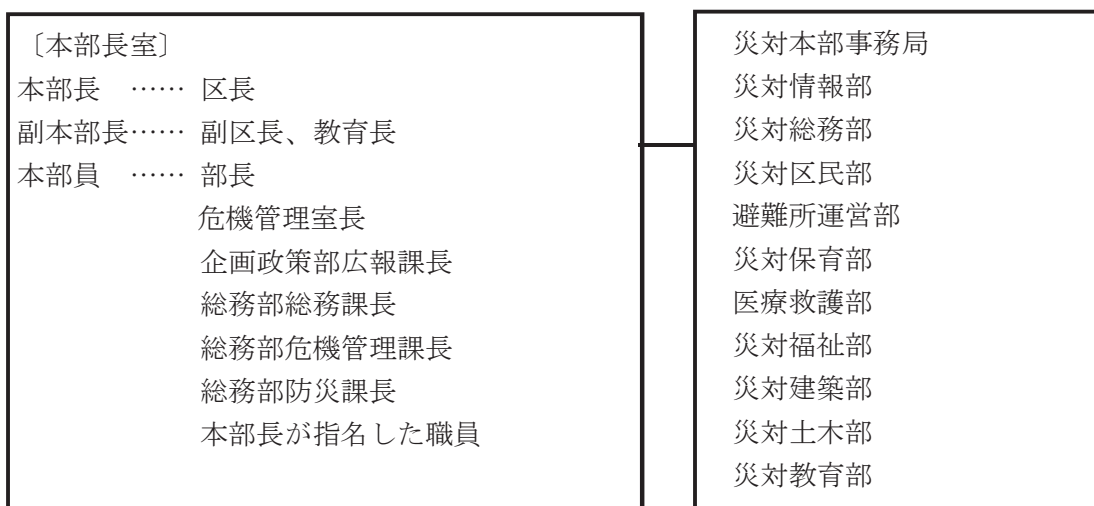 〔本部長室〕
本部長 …… 区長
副本部長…… 副区長、教育長
本部員 …… 部長
危機管理室長
企画政策部広報課長
総務部総務課長
総務部危機管理課長
総務部防災課長
本部長が指名した職員
災対本部事務局
災対情報部
災対総務部
災対区民部
避難所運営部
災対保育部
医療救護部
災対福祉部
災対建築部
災対土木部
災対教育部